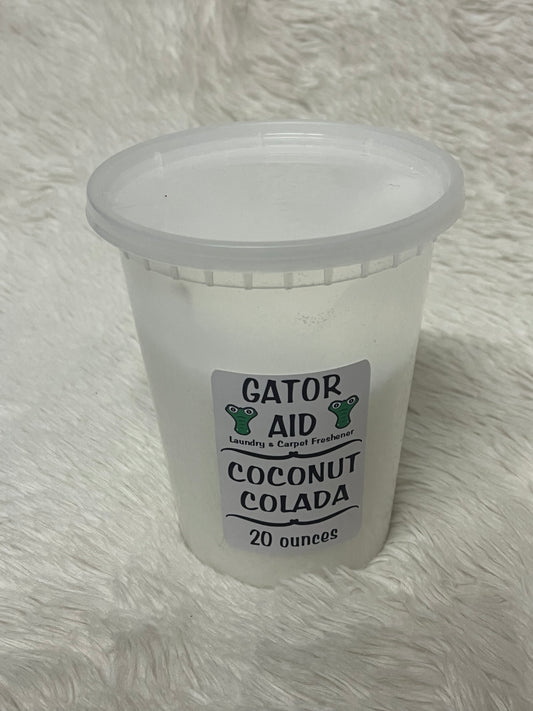 GATOR
AID
Laundry & Carpet Freshener
COCONUT
COLADA
20 ounces